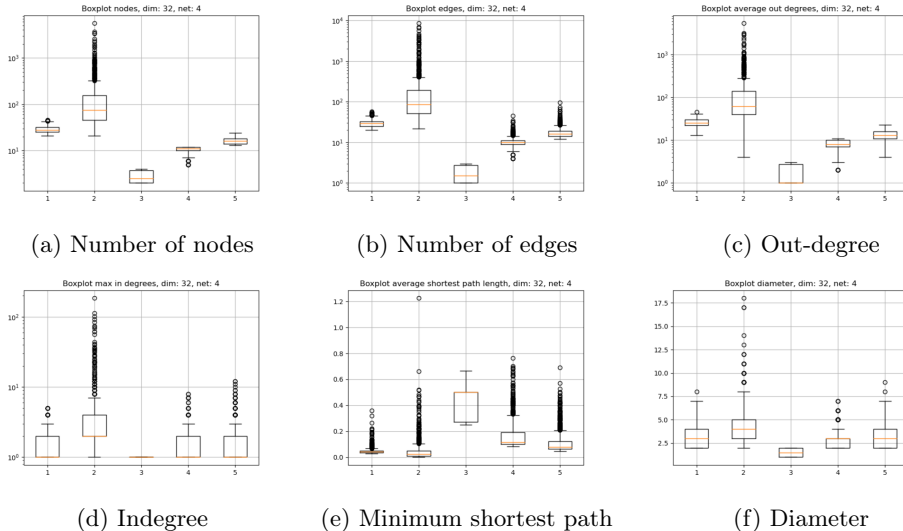 Boxplot nodes, dim: 32, net: 4
10³
10²
10¹
1 2 3 4 5
(a) Number of nodes
Boxplot edges, dim: 32, net: 4
10⁴
10³
10²
10¹
10⁰
1 2 3 4 5
(b) Number of edges
Boxplot average out degrees, dim: 32, net: 4
10³
10²
10¹
10⁰
1 2 3 4 5
(c) Out-degree
Boxplot max in degrees, dim: 32, net: 4
10²
10¹
10⁰
1 2 3 4 5
(d) Indegree
Boxplot average shortest path length, dim: 32, net: 4
1.2
1.0
0.8
0.6
0.4
0.2
0.0
1 2 3 4 5
(e) Minimum shortest path
Boxplot diameter, dim: 32, net: 4
17.5
15.0
12.5
10.0
7.5
5.0
2.5
1 2 3 4 5
(f) Diameter